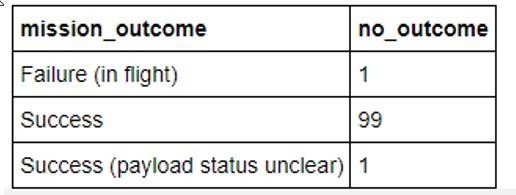 mission_outcome no_outcome
Failure (in flight) 1
Success 99
Success (payload status unclear) 1